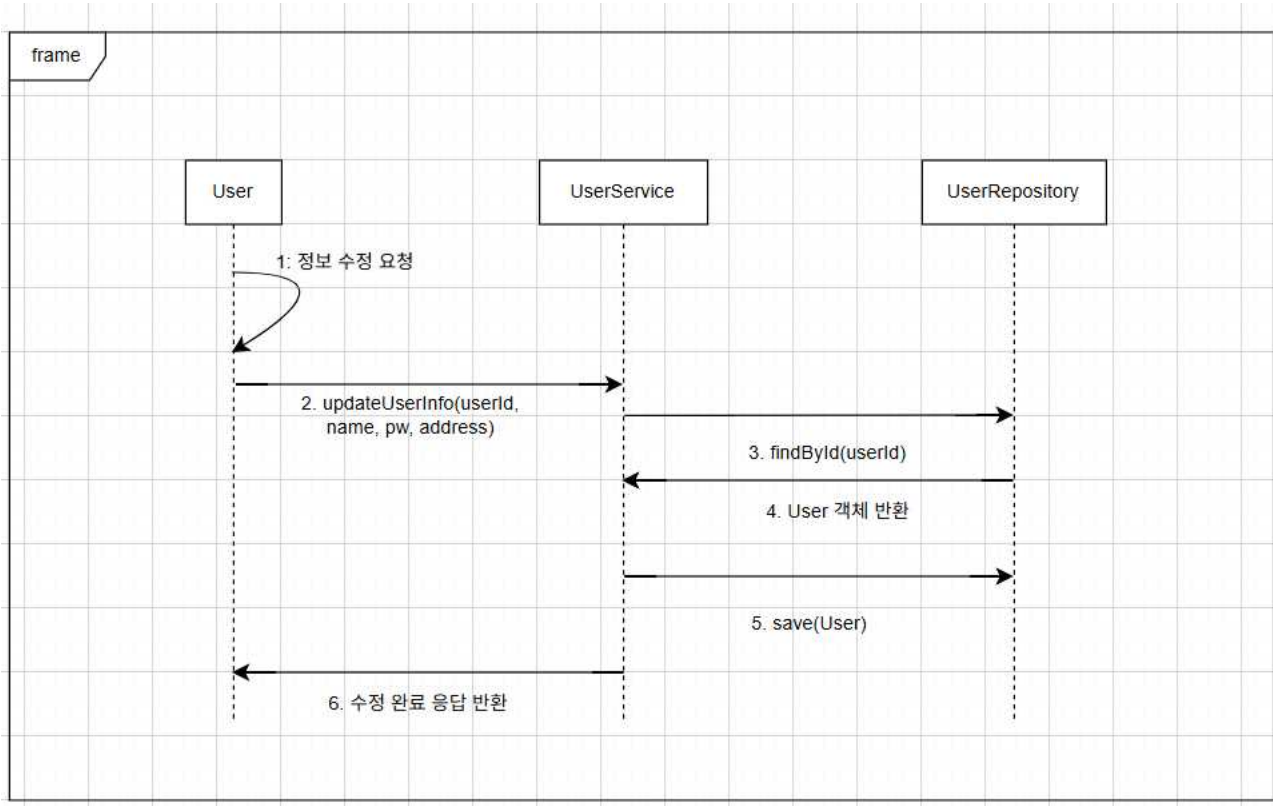 frame
User
UserService
UserRepository
1: 정보 수정 요청
2. updateUserInfo(userId,
name, pw, address)
3. findById(userId)
4. User 객체 반환
5. save(User)
6. 수정 완료 응답 반환